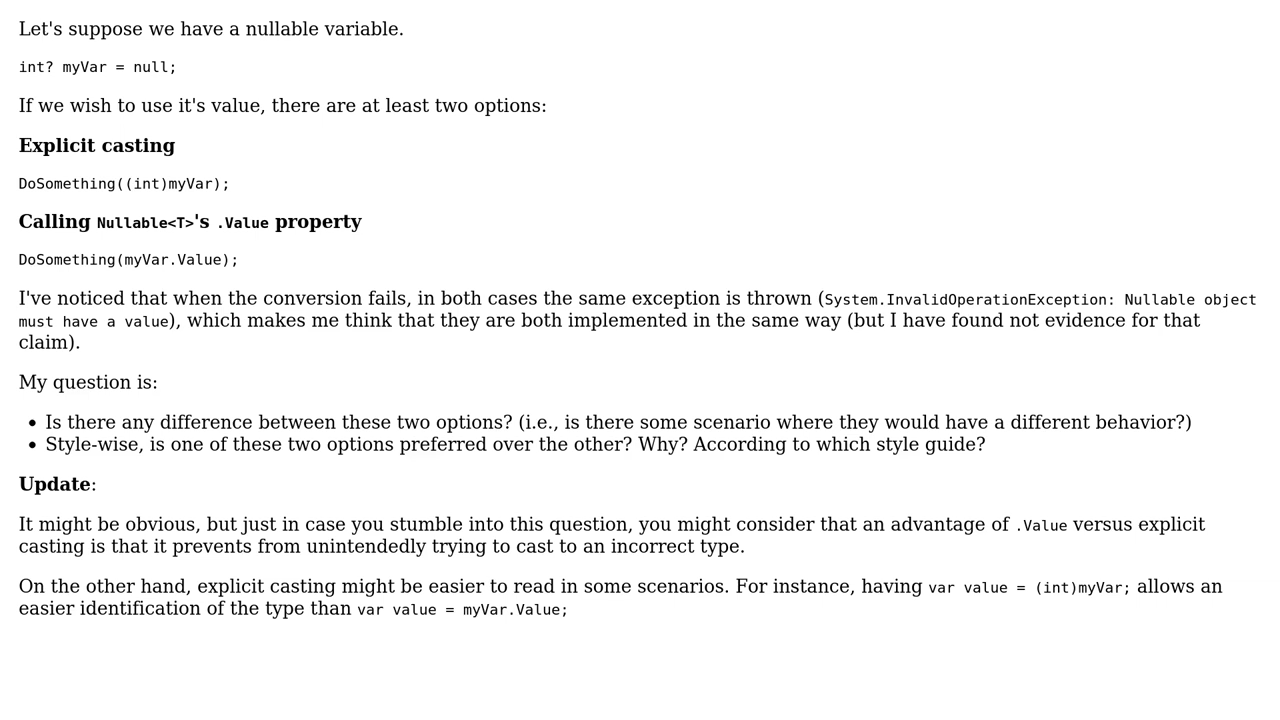 Let's suppose we have a nullable variable.
int? myVar = null;
If we wish to use it's value, there are at least two options:
Explicit casting
DoSomething((int)myVar);
Calling Nullable<T>'s .Value property
DoSomething(myVar.Value);
I've noticed that when the conversion fails, in both cases the same exception is thrown (System.InvalidOperationException: Nullable object
must have a value), which makes me think that they are both implemented in the same way (but I have found not evidence for that
claim).
My question is:
• Is there any difference between these two options? (i.e., is there some scenario where they would have a different behavior?)
• Style-wise, is one of these two options preferred over the other? Why? According to which style guide?
Update:
It might be obvious, but just in case you stumble into this question, you might consider that an advantage of .Value versus explicit
casting is that it prevents from unintendedly trying to cast to an incorrect type.
On the other hand, explicit casting might be easier to read in some scenarios. For instance, having var value = (int)myVar; allows an
easier identification of the type than var value = myVar.Value;